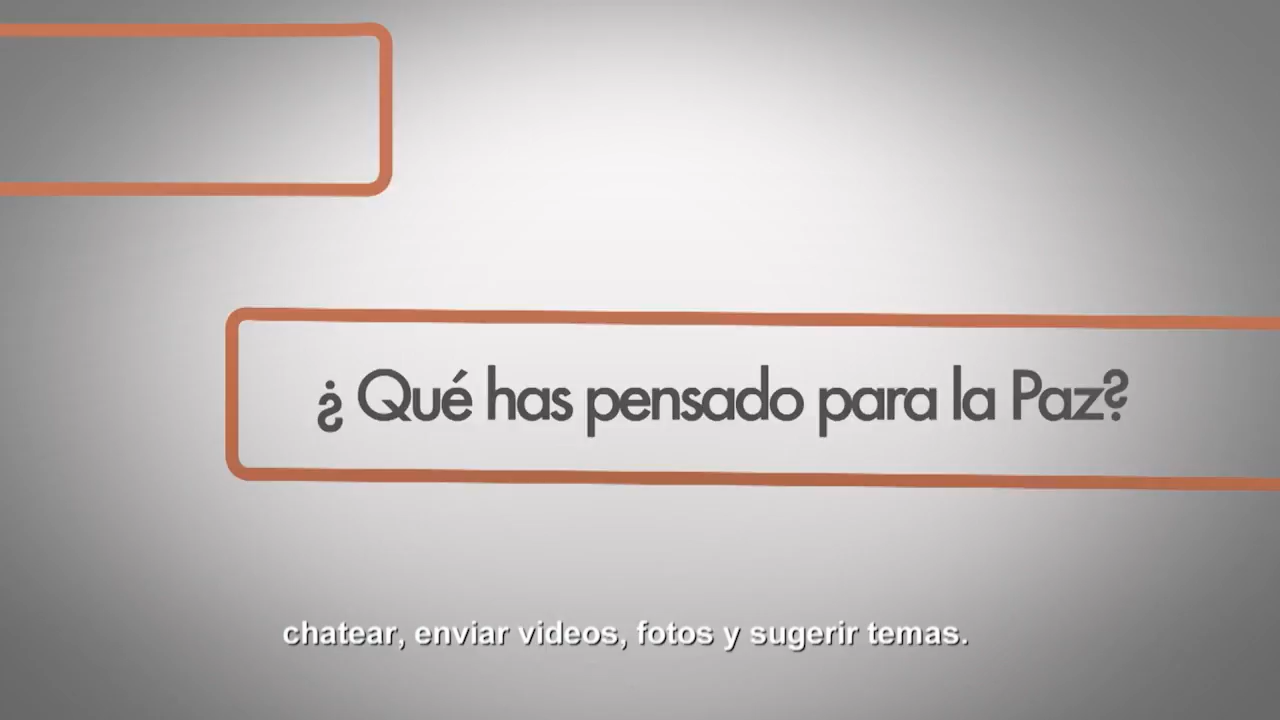 ¿ Qué has pensado para la Paz?
chatear, enviar videos, fotos y sugerir temas.